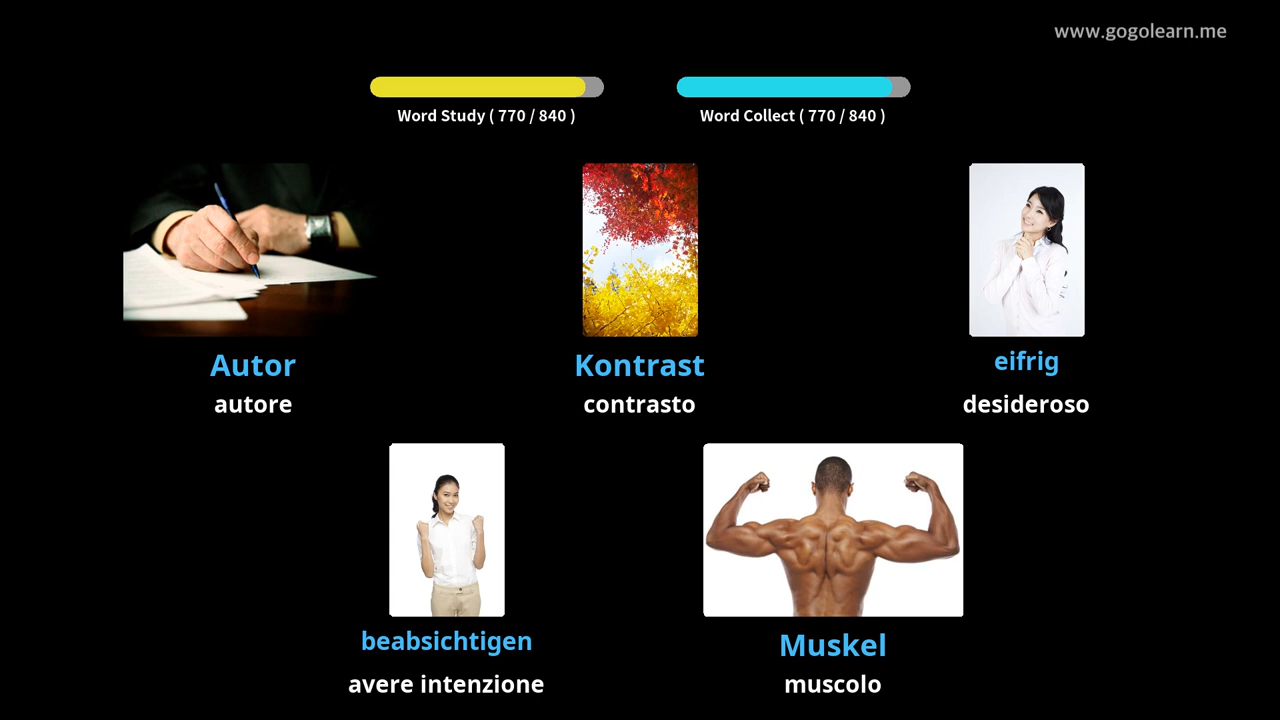 www.gogolearn.me
Word Study ( 770 / 840 )
Word Collect ( 770 / 840 )
Autor
autore
Kontrast
contrasto
eifrig
desideroso
beabsichtigen
avere intenzione
Muskel
muscolo